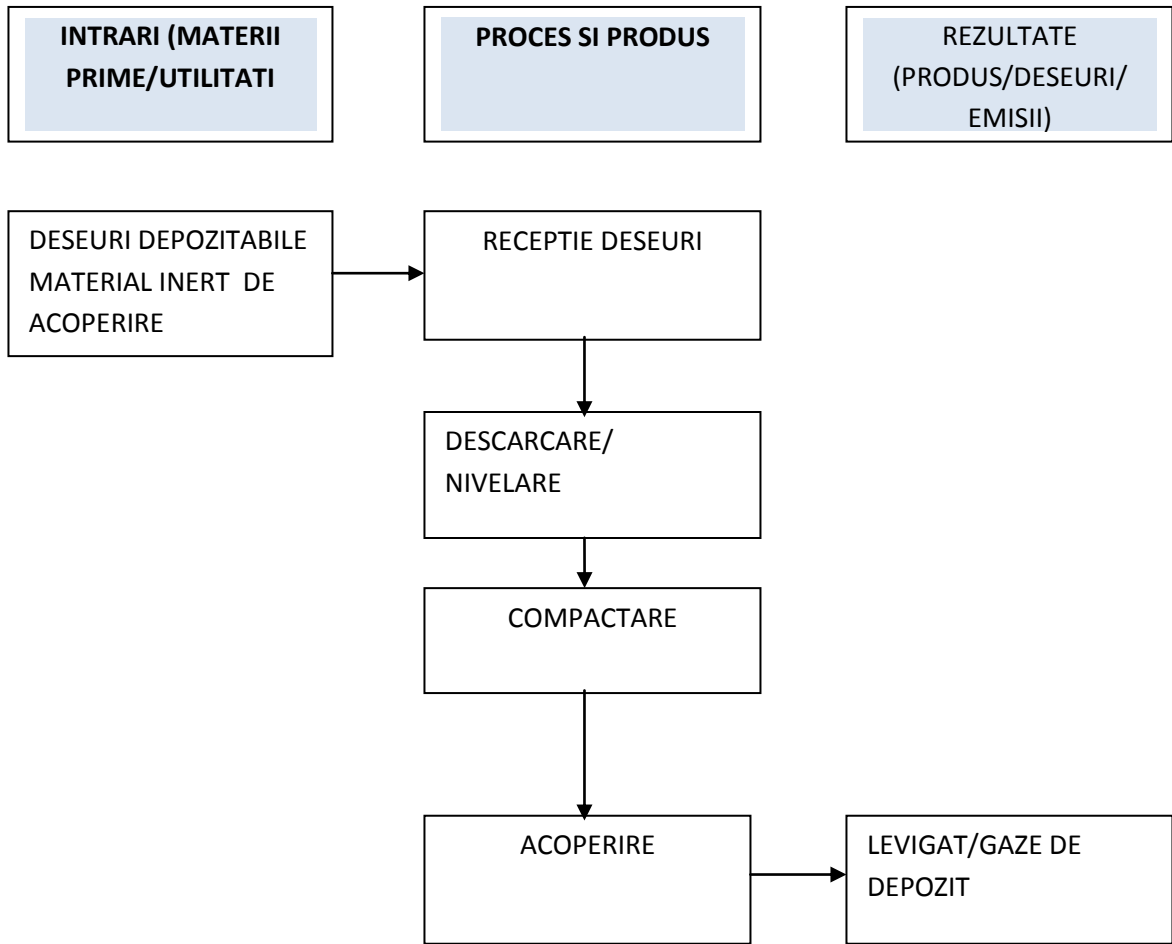 INTRARI (MATERII
PRIME/UTILITATI
PROCES SI PRODUS
REZULTATE
(PRODUS/DESEURI/
EMISII)
DESEURI DEPOZITABILE
MATERIAL INERT DE
ACOPERIRE
RECEPTIE DESEURI
DESCARCARE/
NIVELARE
COMPACTARE
ACOPERIRE
LEVIGAT/GAZE DE
DEPOZIT